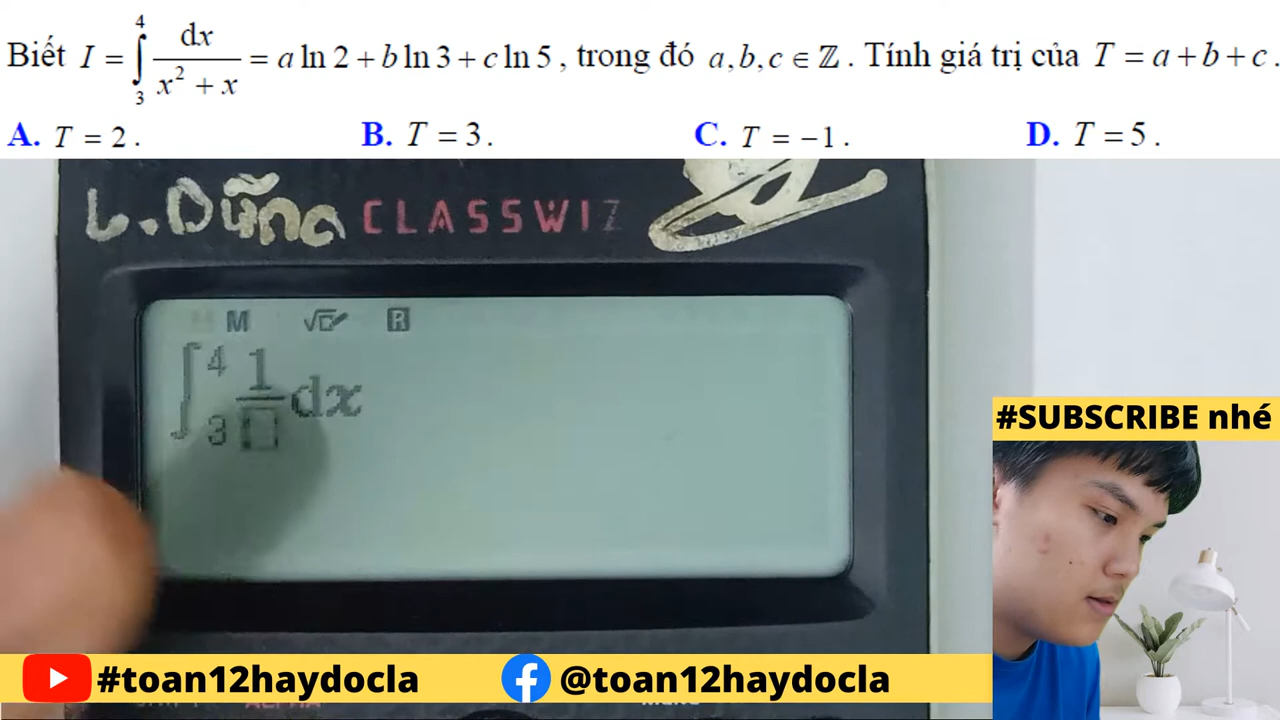 Biết I = ∫₃⁴ dx/(x² + x) = a ln 2 + b ln 3 + c ln 5 , trong đó a, b, c ∈ ℤ . Tính giá trị của T = a + b + c .
A. T = 2 . B. T = 3 . C. T = −1 . D. T = 5 .
L. Dũng CLASSWIZ
M √□ R
∫₃⁴ 1/□ dx
#SUBSCRIBE nhé
#toan12haydocla @toan12haydocla